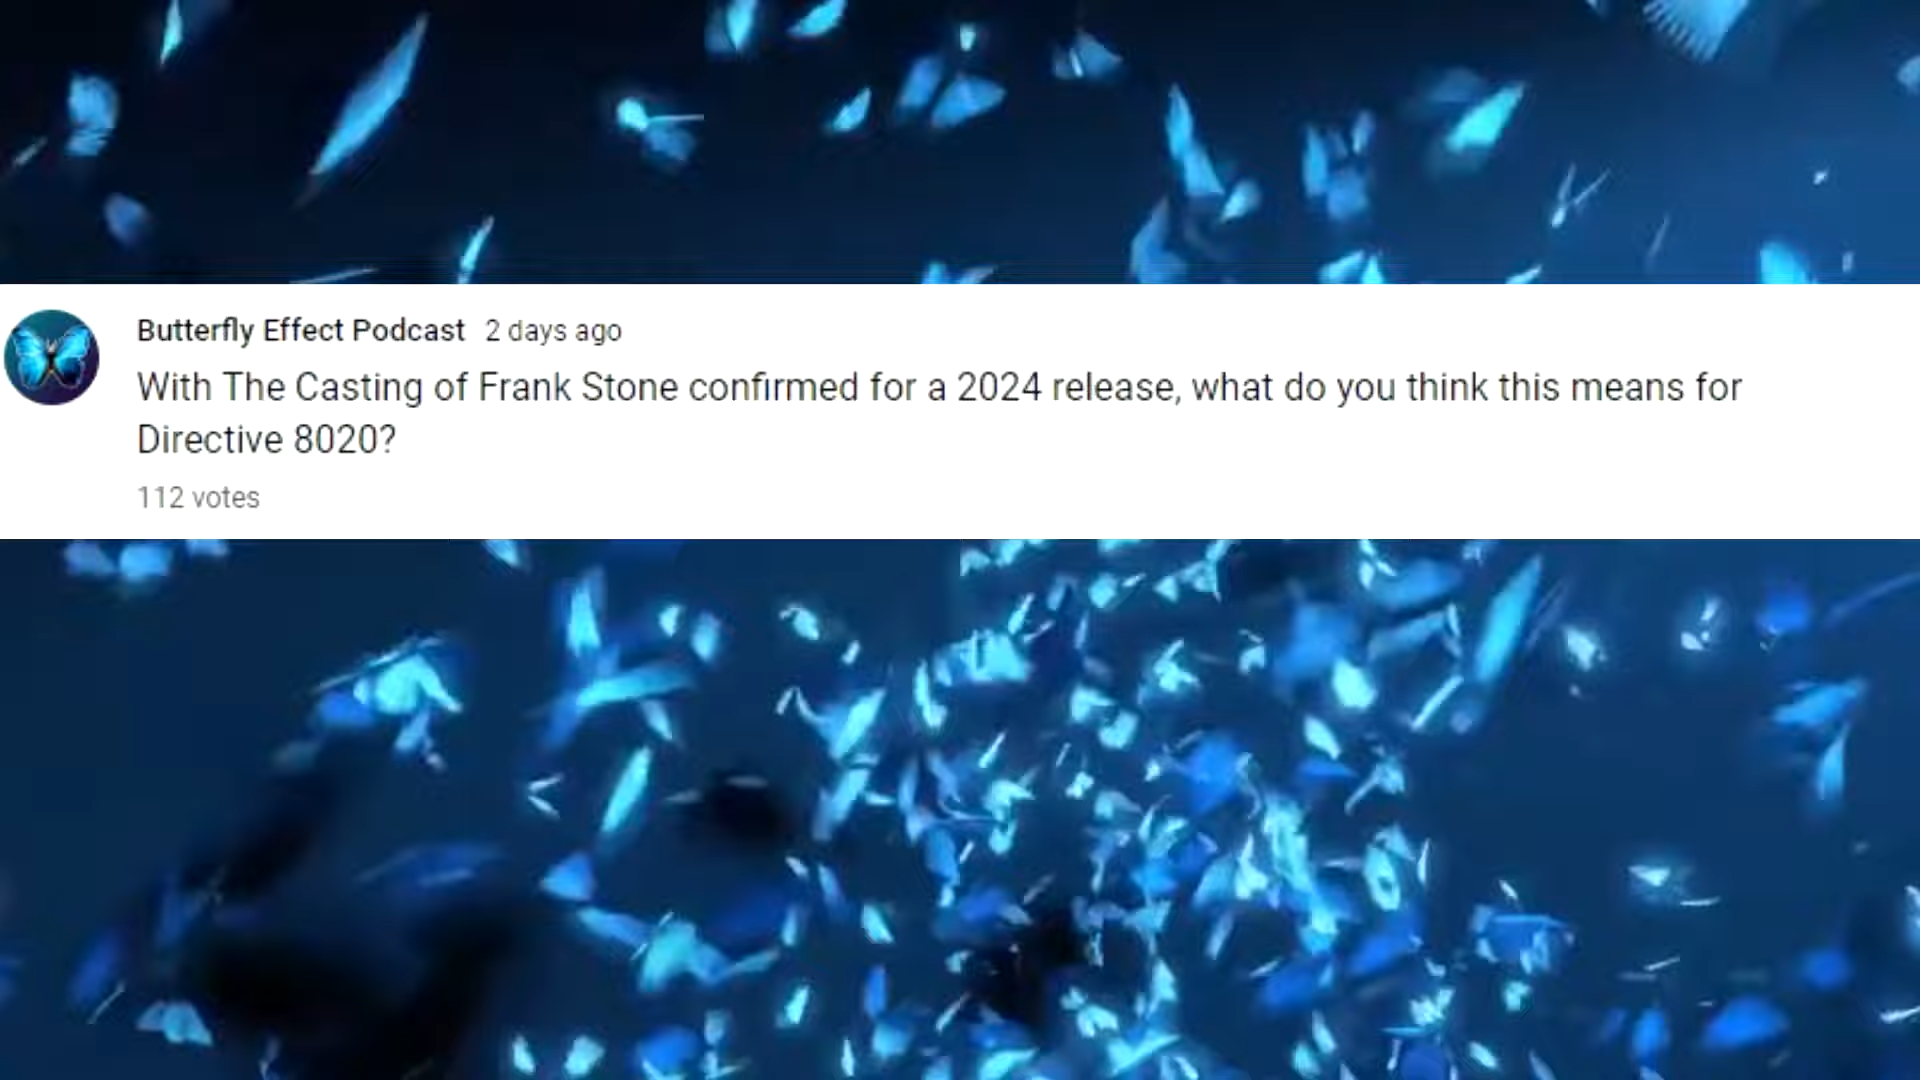 Butterfly Effect Podcast 2 days ago
With The Casting of Frank Stone confirmed for a 2024 release, what do you think this means for
Directive 8020?
112 votes